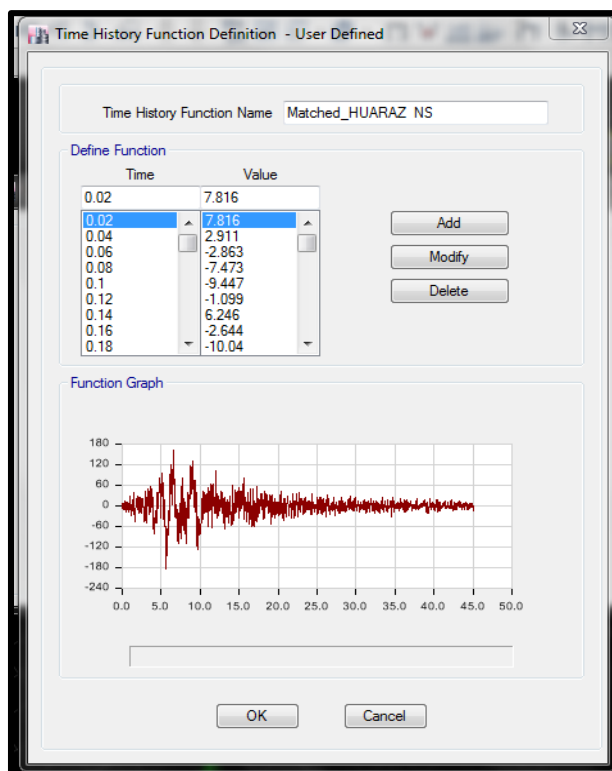 Time History Function Definition - User Defined
Time History Function Name Matched_HUARAZ NS
Define Function
Time Value
0.02 7.816
0.02 7.816 Add
0.04 2.911
0.06 -2.863 Modify
0.08 -7.473
0.1 -9.447 Delete
0.12 -1.099
0.14 6.246
0.16 -2.644
0.18 -10.04
Function Graph
180
120
60
0
-60
-120
-180
-240
0.0 5.0 10.0 15.0 20.0 25.0 30.0 35.0 40.0 45.0 50.0
OK Cancel